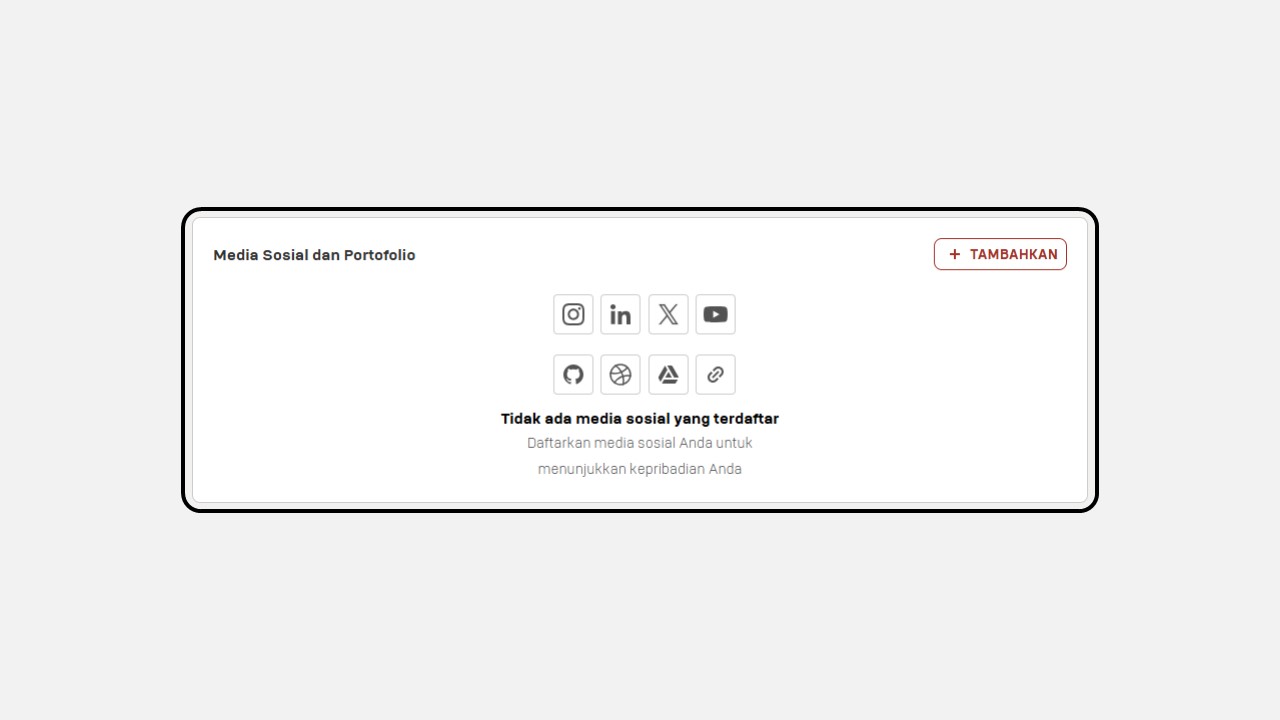 Media Sosial dan Portofolio
+ TAMBAHKAN
Tidak ada media sosial yang terdaftar
Daftarkan media sosial Anda untuk
menunjukkan kepribadian Anda